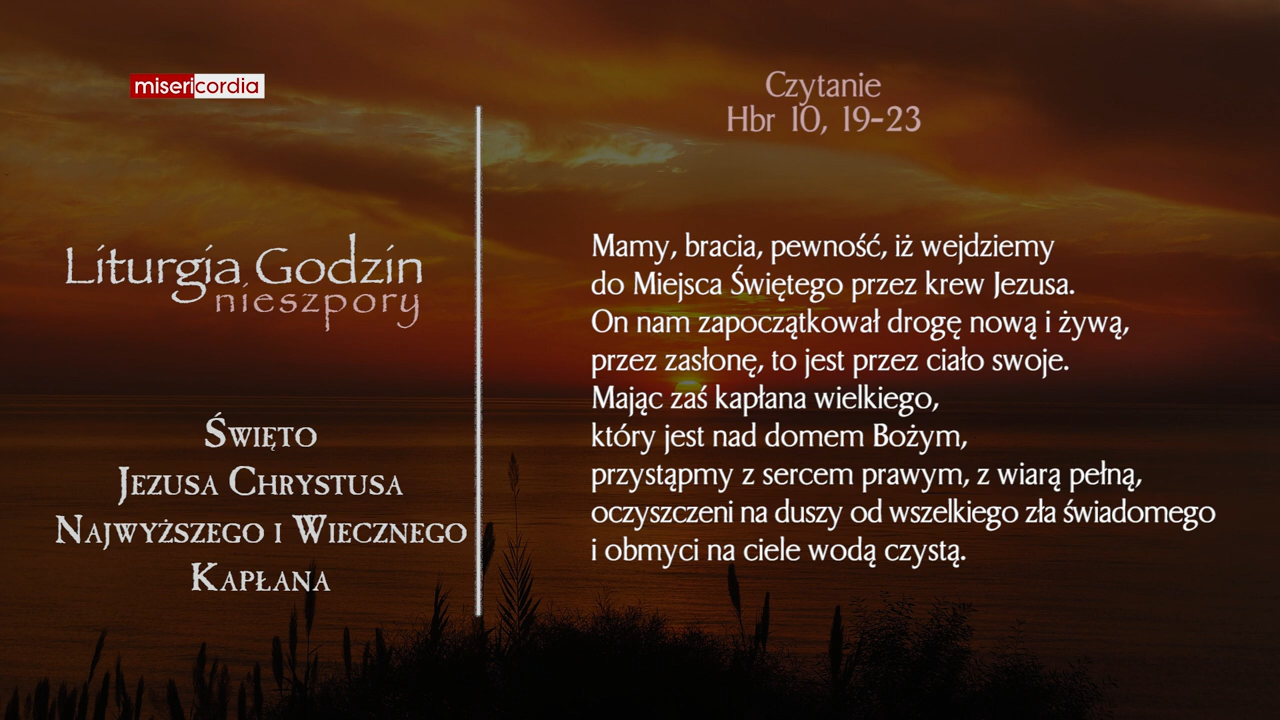 misericordia
Liturgia Godzin
nieszpory
Święto
Jezusa Chrystusa
Najwyższego i Wiecznego
Kapłana
Czytanie
Hbr 10, 19-23
Mamy, bracia, pewność, iż wejdziemy
do Miejsca Świętego przez krew Jezusa.
On nam zapoczątkował drogę nową i żywą,
przez zasłonę, to jest przez ciało swoje.
Mając zaś kapłana wielkiego,
który jest nad domem Bożym,
przystąpmy z sercem prawym, z wiarą pełną,
oczyszczeni na duszy od wszelkiego zła świadomego
i obmyci na ciele wodą czystą.